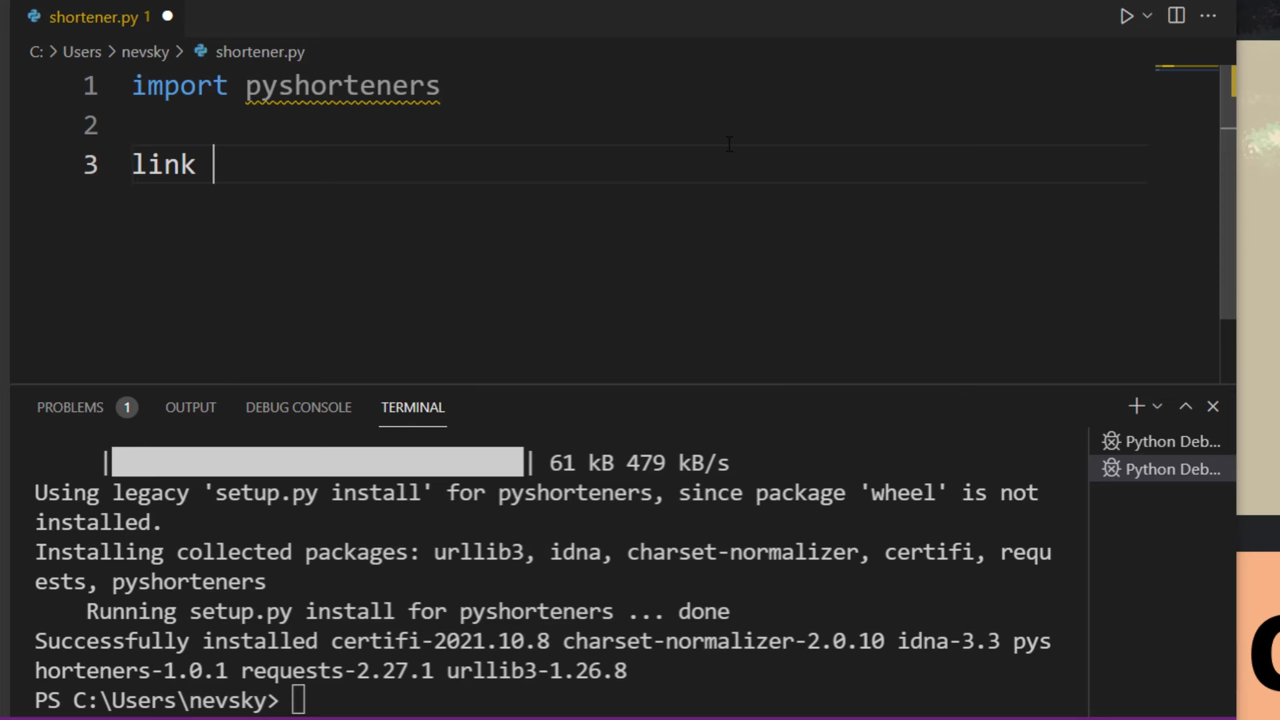 shortener.py 1
C: > Users > nevsky > shortener.py
1 import pyshorteners
2
3 link
PROBLEMS 1 OUTPUT DEBUG CONSOLE TERMINAL
| | 61 kB 479 kB/s
Using legacy 'setup.py install' for pyshorteners, since package 'wheel' is not
installed.
Installing collected packages: urllib3, idna, charset-normalizer, certifi, requ
ests, pyshorteners
Running setup.py install for pyshorteners ... done
Successfully installed certifi-2021.10.8 charset-normalizer-2.0.10 idna-3.3 pys
horteners-1.0.1 requests-2.27.1 urllib3-1.26.8
PS C:\Users\nevsky>
Python Deb...
Python Deb...